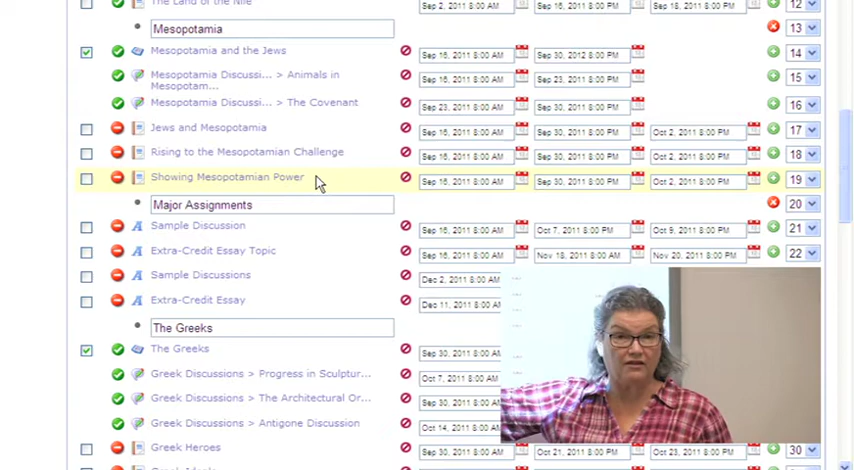 The Land of the Nile Sep 2, 2011 8:00 AM Sep 16, 2011 8:00 PM Sep 18, 2011 8:00 PM 12
Mesopotamia 13
Mesopotamia and the Jews Sep 16, 2011 8:00 AM Sep 30, 2012 8:00 PM 14
Mesopotamia Discussi... > Animals in Sep 16, 2011 8:00 AM Sep 23, 2011 8:00 PM 15
Mesopotam...
Mesopotamia Discussi... > The Covenant Sep 23, 2011 8:00 AM Sep 30, 2011 8:00 PM 16
Jews and Mesopotamia Sep 16, 2011 8:00 AM Sep 30, 2011 8:00 PM Oct 2, 2011 8:00 PM 17
Rising to the Mesopotamian Challenge Sep 16, 2011 8:00 AM Sep 30, 2011 8:00 PM Oct 2, 2011 8:00 PM 18
Showing Mesopotamian Power Sep 16, 2011 8:00 AM Sep 30, 2011 8:00 PM Oct 2, 2011 8:00 PM 19
Major Assignments 20
Sample Discussion Sep 16, 2011 8:00 AM Oct 7, 2011 8:00 PM Oct 9, 2011 8:00 PM 21
Extra-Credit Essay Topic Sep 16, 2011 8:00 AM Nov 18, 2011 8:00 AM Nov 20, 2011 8:00 PM 22
Sample Discussions Dec 2, 2011 8:00 AM
Extra-Credit Essay Dec 11, 2011 8:00 AM
The Greeks
The Greeks Sep 30, 2011 8:00 AM
Greek Discussions > Progress in Sculptur... Oct 7, 2011 8:00 AM
Greek Discussions > The Architectural Or... Sep 30, 2011 8:00 AM
Greek Discussions > Antigone Discussion Oct 14, 2011 8:00 AM
Greek Heroes Sep 30, 2011 8:00 AM Oct 21, 2011 8:00 PM Oct 23, 2011 8:00 PM 30